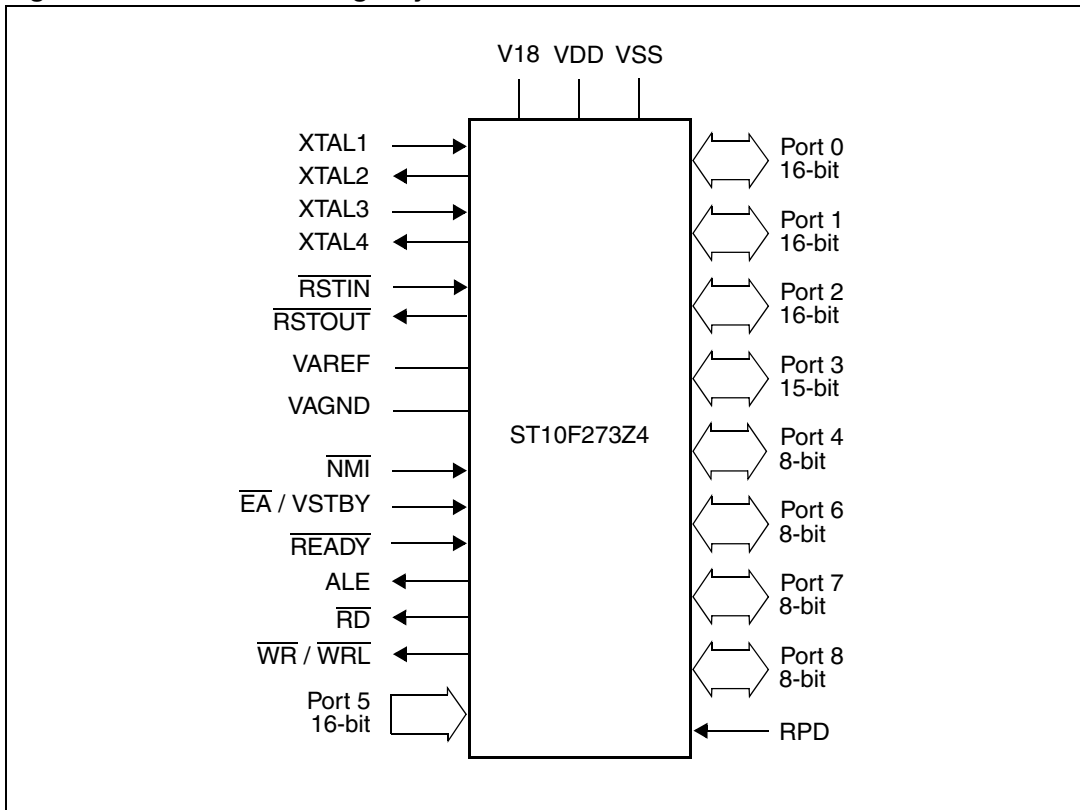 V18 VDD VSS
XTAL1
XTAL2
XTAL3
XTAL4
RSTIN
RSTOUT
VAREF
VAGND
NMI
EA / VSTBY
READY
ALE
RD
WR / WRL
Port 5
16-bit
ST10F273Z4
Port 0
16-bit
Port 1
16-bit
Port 2
16-bit
Port 3
15-bit
Port 4
8-bit
Port 6
8-bit
Port 7
8-bit
Port 8
8-bit
RPD